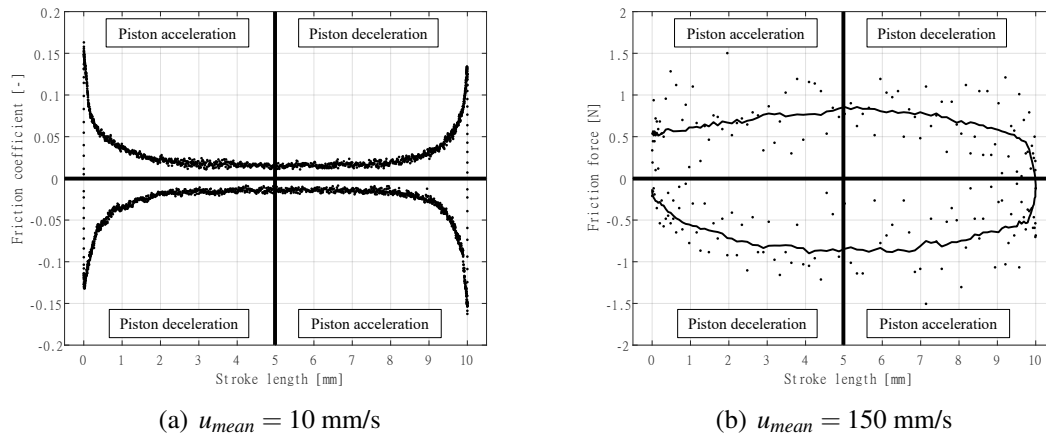 Piston acceleration
Piston deceleration
Piston deceleration
Piston acceleration
Friction coefficient [-]
0.2
0.15
0.1
0.05
0
-0.05
-0.1
-0.15
-0.2
0 1 2 3 4 5 6 7 8 9 10
Stroke length [mm]
(a) u_mean = 10 mm/s
Piston acceleration
Piston deceleration
Piston deceleration
Piston acceleration
Friction force [N]
2
1.5
1
0.5
0
-0.5
-1
-1.5
-2
0 1 2 3 4 5 6 7 8 9 10
Stroke length [mm]
(b) u_mean = 150 mm/s